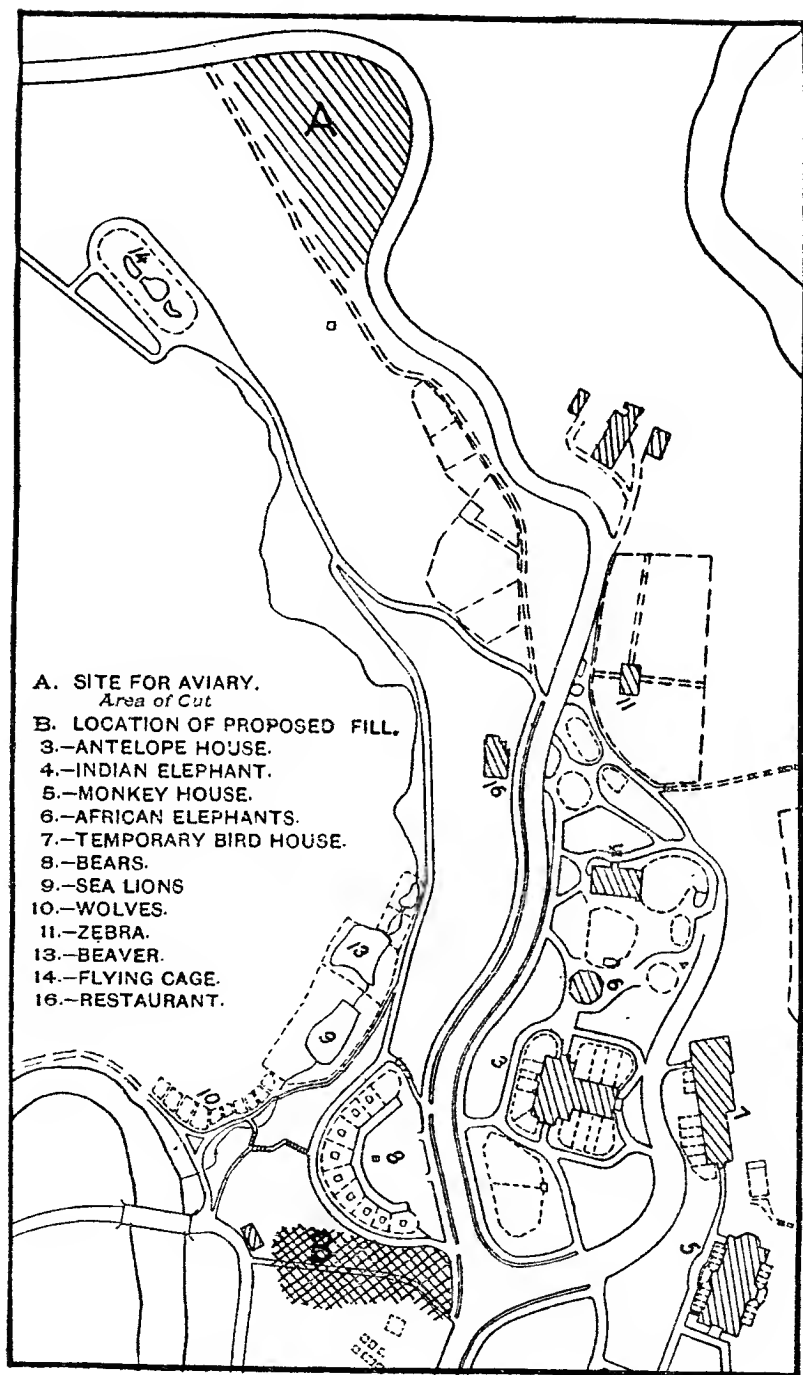 A
14
11
16
A. SITE FOR AVIARY.
Area of Cut
B. LOCATION OF PROPOSED FILL.
3.—ANTELOPE HOUSE.
4.—INDIAN ELEPHANT.
5.—MONKEY HOUSE.
6.—AFRICAN ELEPHANTS.
7.—TEMPORARY BIRD HOUSE.
8.—BEARS.
9.—SEA LIONS
10.—WOLVES.
11.—ZEBRA.
13.—BEAVER.
14.—FLYING CAGE.
16.—RESTAURANT.
13
4
6
9
3
10
7
8
B
5